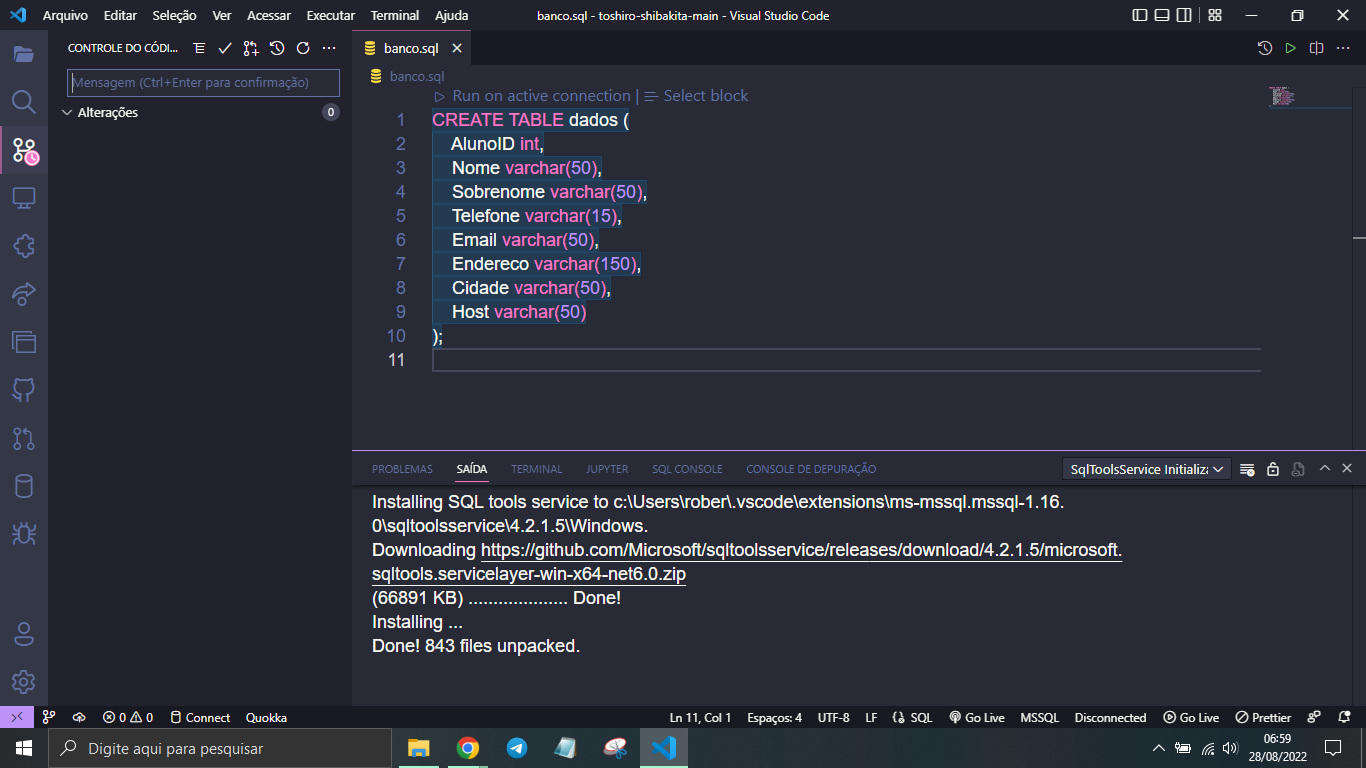 Arquivo Editar Seleção Ver Acessar Executar Terminal Ajuda banco.sql - toshiro-shibakita-main - Visual Studio Code
CONTROLE DO CÓDI...
Mensagem (Ctrl+Enter para confirmação)
Alterações 0
banco.sql
banco.sql
Run on active connection | Select block
1 CREATE TABLE dados (
2 AlunoID int,
3 Nome varchar(50),
4 Sobrenome varchar(50),
5 Telefone varchar(15),
6 Email varchar(50),
7 Endereco varchar(150),
8 Cidade varchar(50),
9 Host varchar(50)
10 );
11
PROBLEMAS SAÍDA TERMINAL JUPYTER SQL CONSOLE CONSOLE DE DEPURAÇÃO SqlToolsService Initializa
Installing SQL tools service to c:\Users\rober\.vscode\extensions\ms-mssql.mssql-1.16.
0\sqltoolsservice\4.2.1.5\Windows.
Downloading https://github.com/Microsoft/sqltoolsservice/releases/download/4.2.1.5/microsoft.
sqltools.servicelayer-win-x64-net6.0.zip
(66891 KB) .................... Done!
Installing ...
Done! 843 files unpacked.
0 0 Connect Quokka Ln 11, Col 1 Espaços: 4 UTF-8 LF SQL Go Live MSSQL Disconnected Go Live Prettier
Digite aqui para pesquisar
06:59
28/08/2022